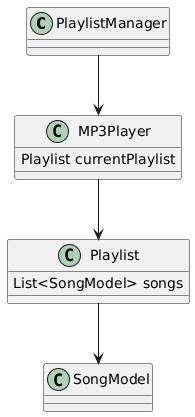 C PlaylistManager
C MP3Player
Playlist currentPlaylist
C Playlist
List<SongModel> songs
C SongModel